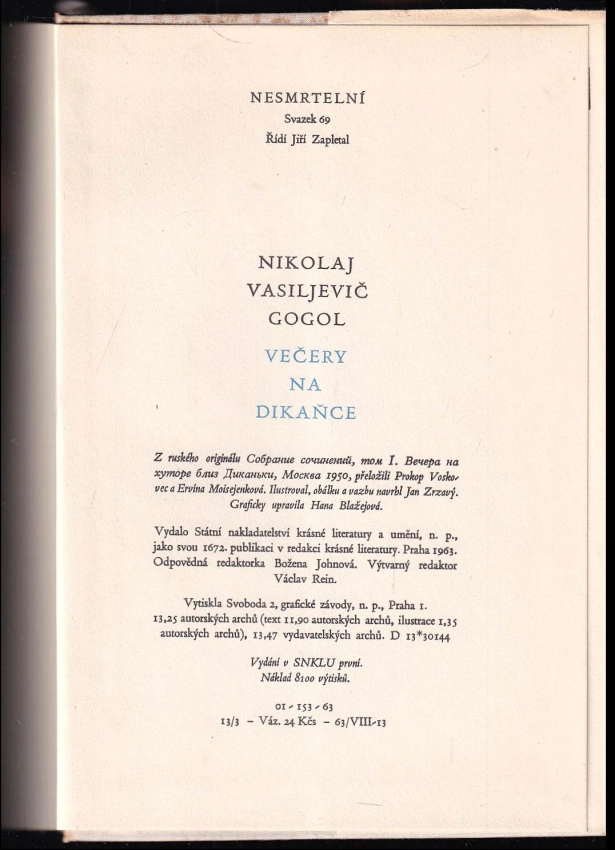 NESMRTELNÍ
Svazek 69
Řídí Jiří Zapletal
NIKOLAJ
VASILJEVIČ
GOGOL
VEČERY
NA
DIKAŇCE
Z ruského originálu Собрание сочинений, том I. Вечера на
хуторе близ Диканьки, Москва 1950, přeložili Prokop Vosko-
vec a Ervína Moisejenková. Ilustroval, obálku a vazbu navrhl Jan Zrzavý.
Graficky upravila Hana Blažejová.
Vydalo Státní nakladatelství krásné literatury a umění, n. p.,
jako svou 1672. publikaci v redakci krásné literatury. Praha 1963.
Odpovědná redaktorka Božena Johnová. Výtvarný redaktor
Václav Rein.
Vytiskla Svoboda 2, grafické závody, n. p., Praha 1.
13,25 autorských archů (text 11,90 autorských archů, ilustrace 1,35
autorských archů), 13,47 vydavatelských archů. D 13*30144
Vydání v SNKLU první.
Náklad 8100 výtisků.
01 - 153 - 63
13/3 – Váz. 24 Kčs – 63/VIII-13